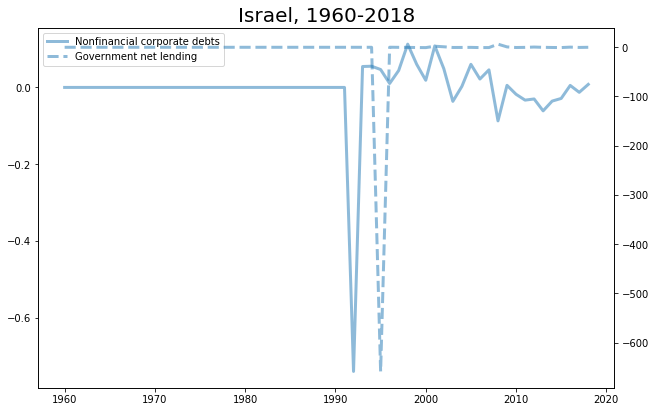 Israel, 1960-2018
Nonfinancial corporate debts
Government net lending
0.0
−0.2
−0.4
−0.6
0
−100
−200
−300
−400
−500
−600
1960 1970 1980 1990 2000 2010 2020